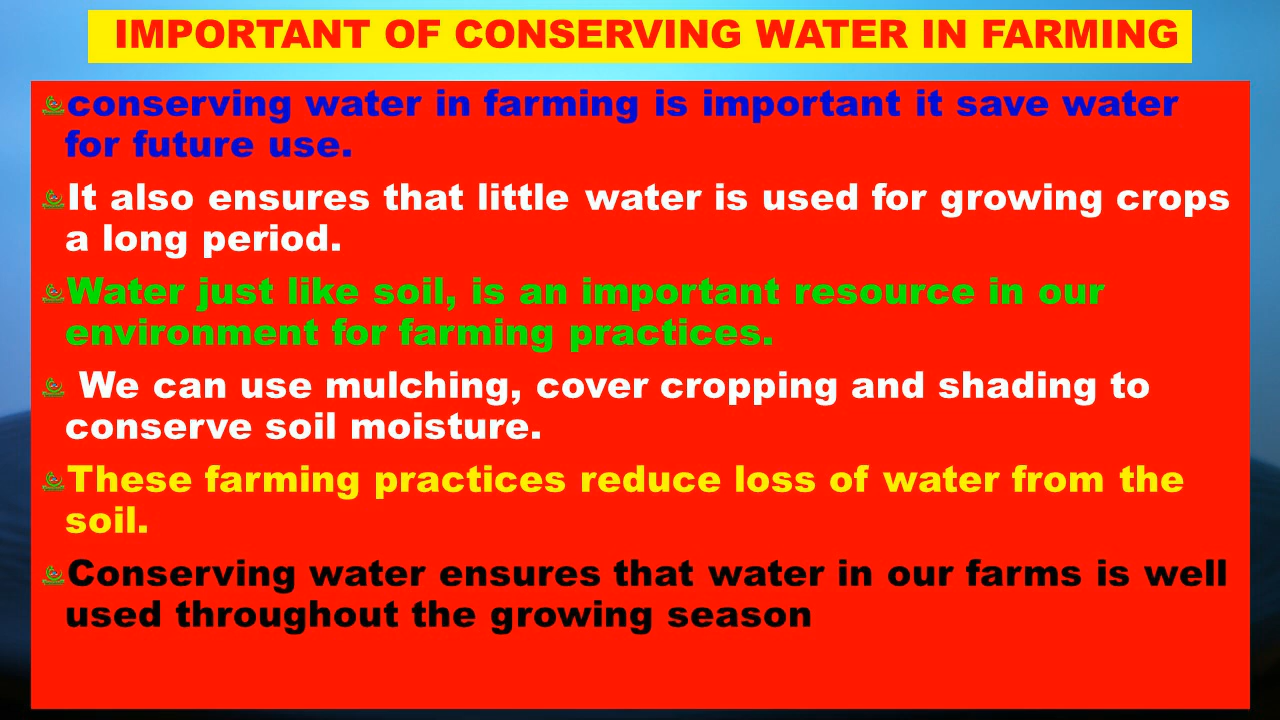 IMPORTANT OF CONSERVING WATER IN FARMING
conserving water in farming is important it save water
for future use.
It also ensures that little water is used for growing crops
a long period.
Water just like soil, is an important resource in our
environment for farming practices.
We can use mulching, cover cropping and shading to
conserve soil moisture.
These farming practices reduce loss of water from the
soil.
Conserving water ensures that water in our farms is well
used throughout the growing season